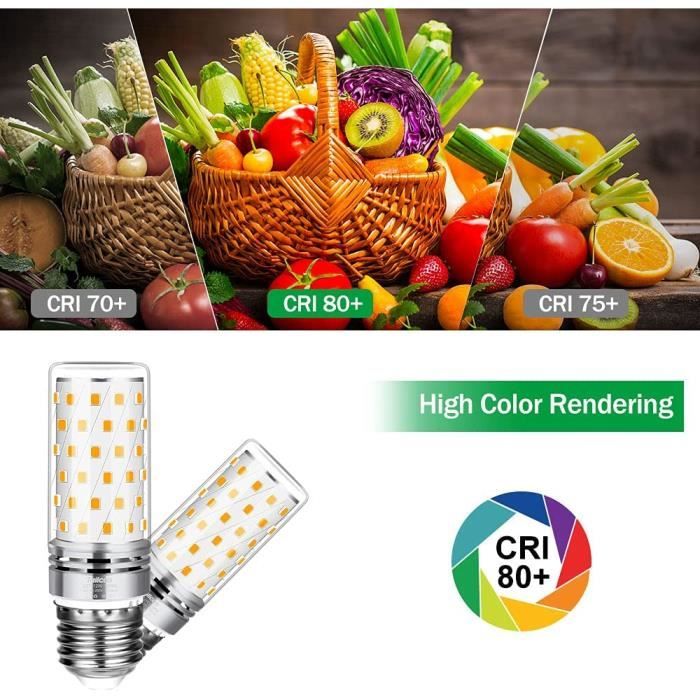 CRI 70+
CRI 80+
CRI 75+
High Color Rendering
CRI
80+